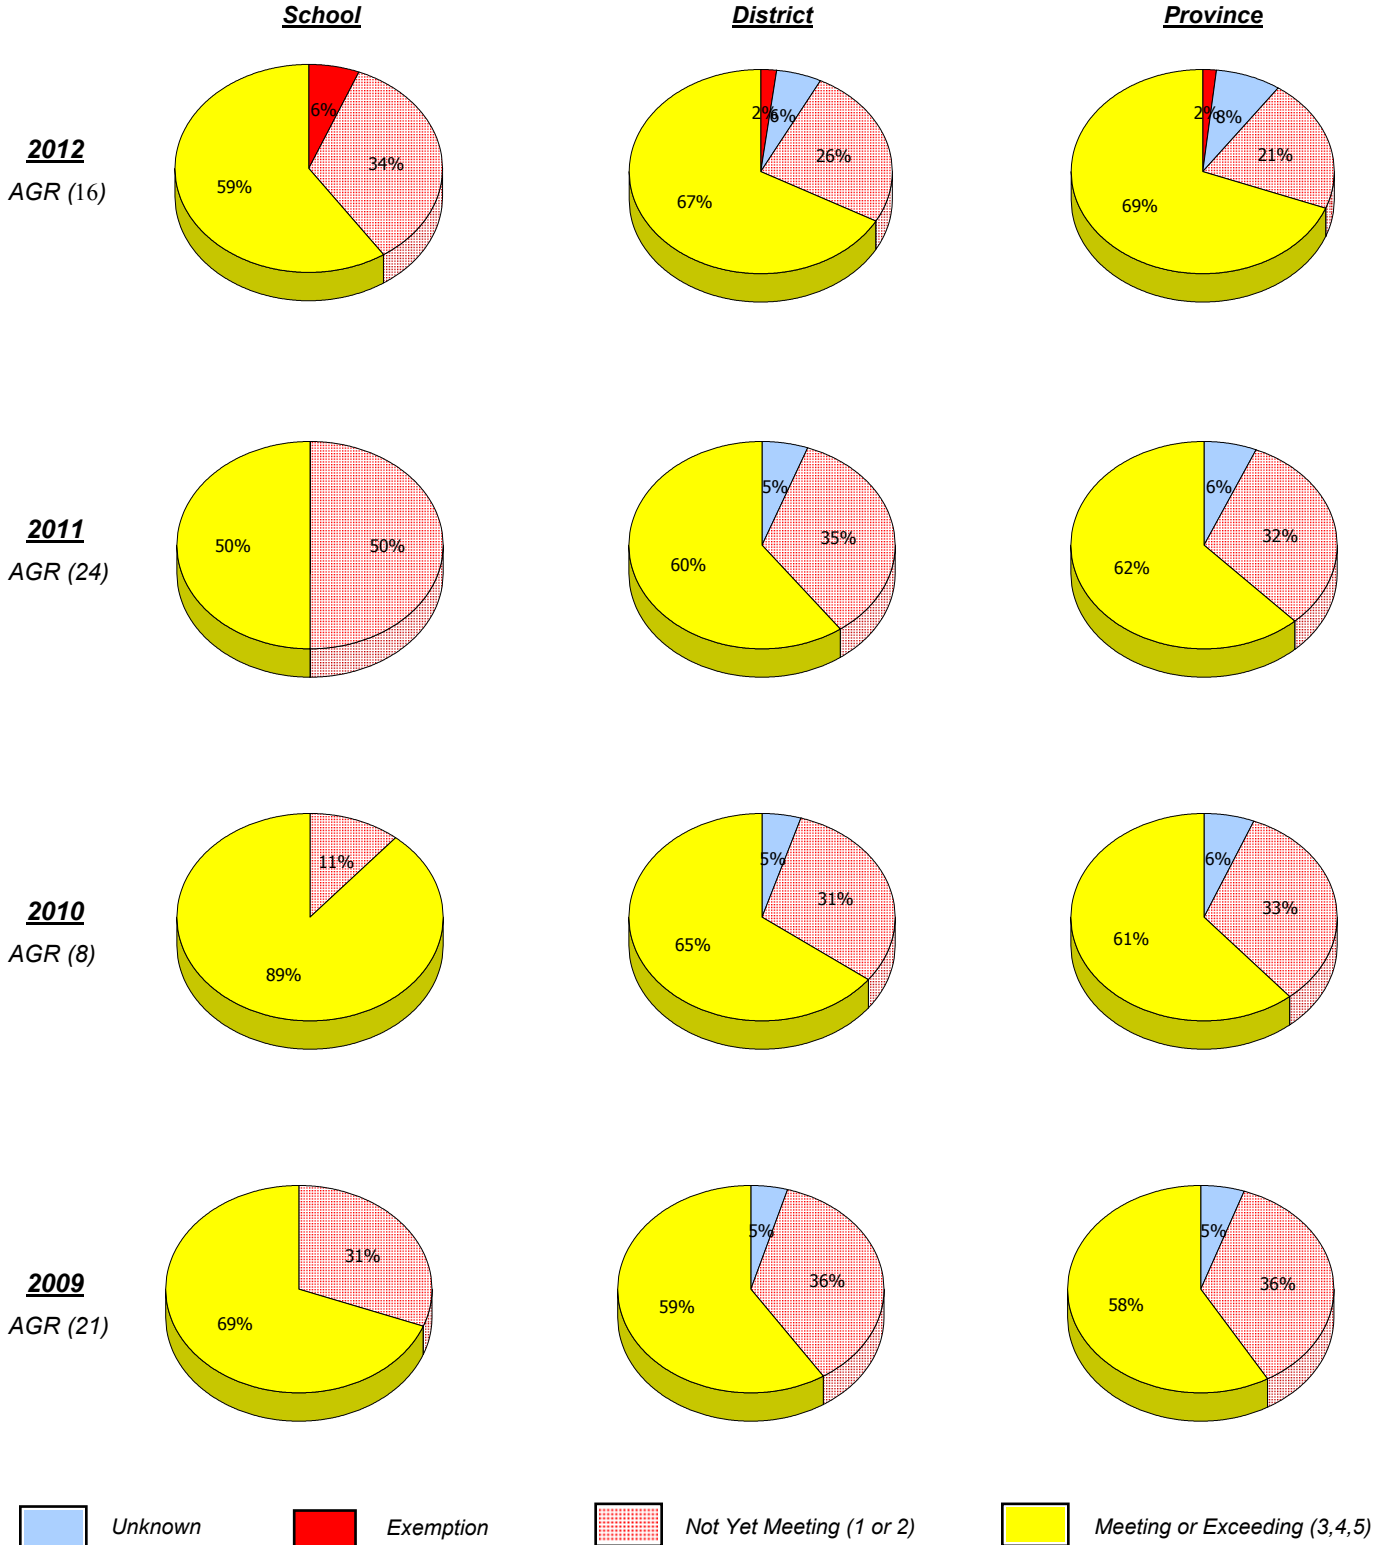 School District Province
6% 34% 59%
2% 6% 26% 67%
2% 8% 21% 69%
2012
AGR (16)
50% 50%
5% 35% 60%
6% 32% 62%
2011
AGR (24)
11% 89%
5% 31% 65%
6% 33% 61%
2010
AGR (8)
31% 69%
5% 36% 59%
5% 36% 58%
2009
AGR (21)
Unknown Exemption Not Yet Meeting (1 or 2) Meeting or Exceeding (3,4,5)